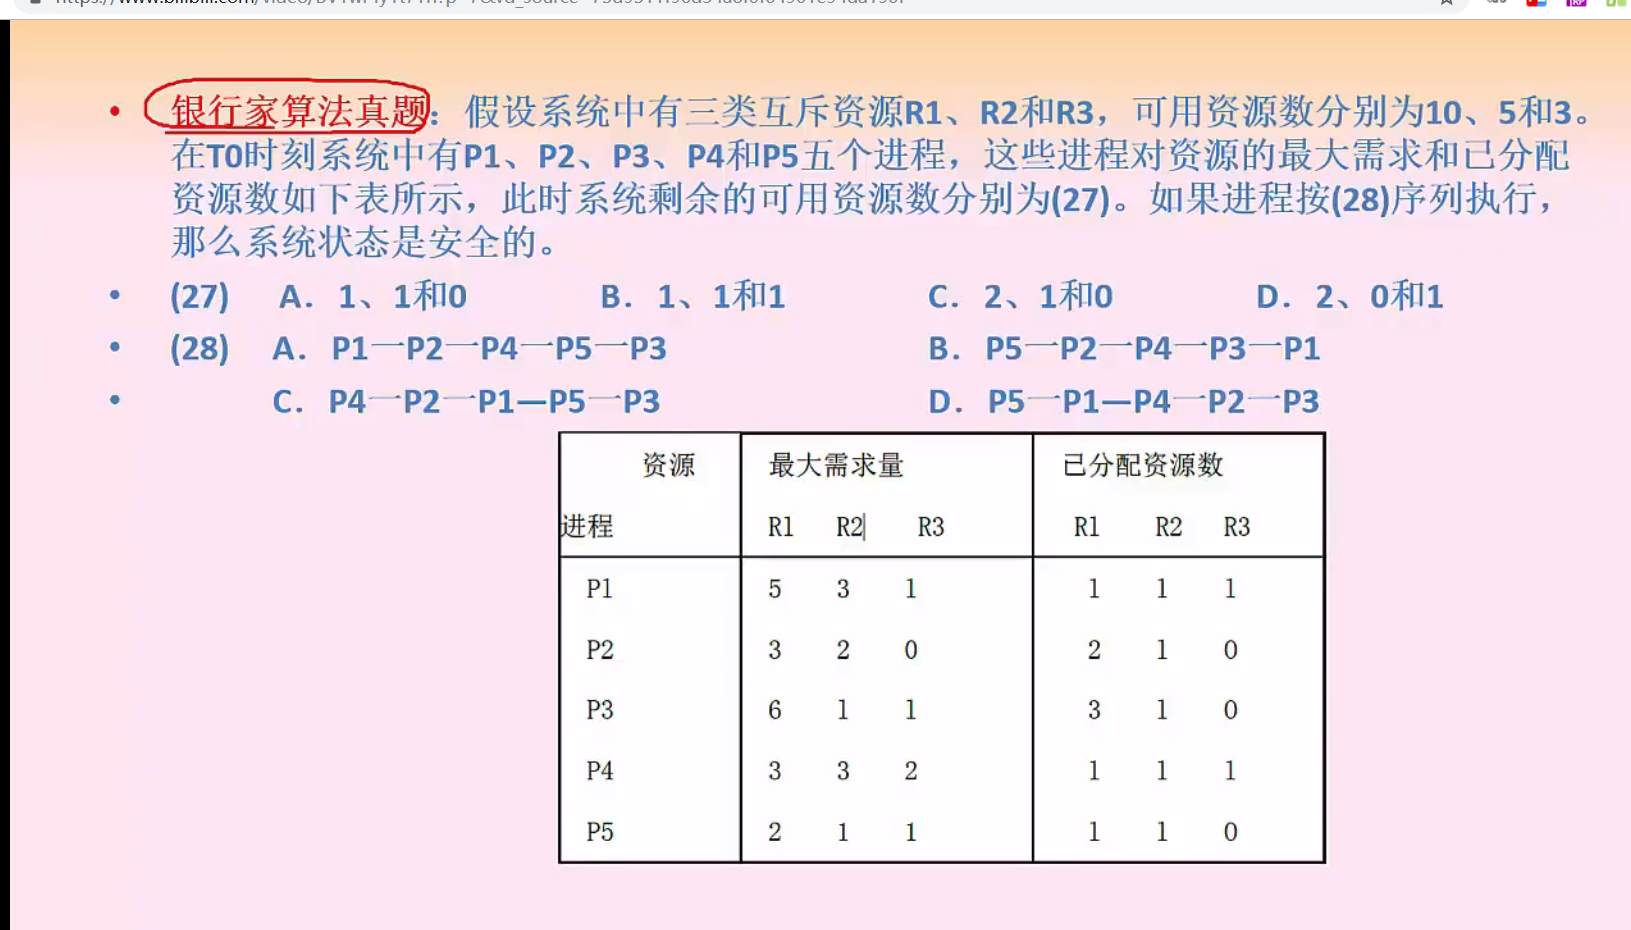 银行家算法真题：假设系统中有三类互斥资源R1、R2和R3，可用资源数分别为10、5和3。
在T0时刻系统中有P1、P2、P3、P4和P5五个进程，这些进程对资源的最大需求和已分配
资源数如下表所示，此时系统剩余的可用资源数分别为(27)。如果进程按(28)序列执行，
那么系统状态是安全的。
(27) A. 1、1和0 B. 1、1和1 C. 2、1和0 D. 2、0和1
(28) A. P1一P2一P4一P5一P3 B. P5一P2一P4一P3一P1
C. P4一P2一P1—P5一P3 D. P5一P1—P4一P2一P3
资源 最大需求量 已分配资源数
进程 R1 R2 R3 R1 R2 R3
P1 5 3 1 1 1 1
P2 3 2 0 2 1 0
P3 6 1 1 3 1 0
P4 3 3 2 1 1 1
P5 2 1 1 1 1 0